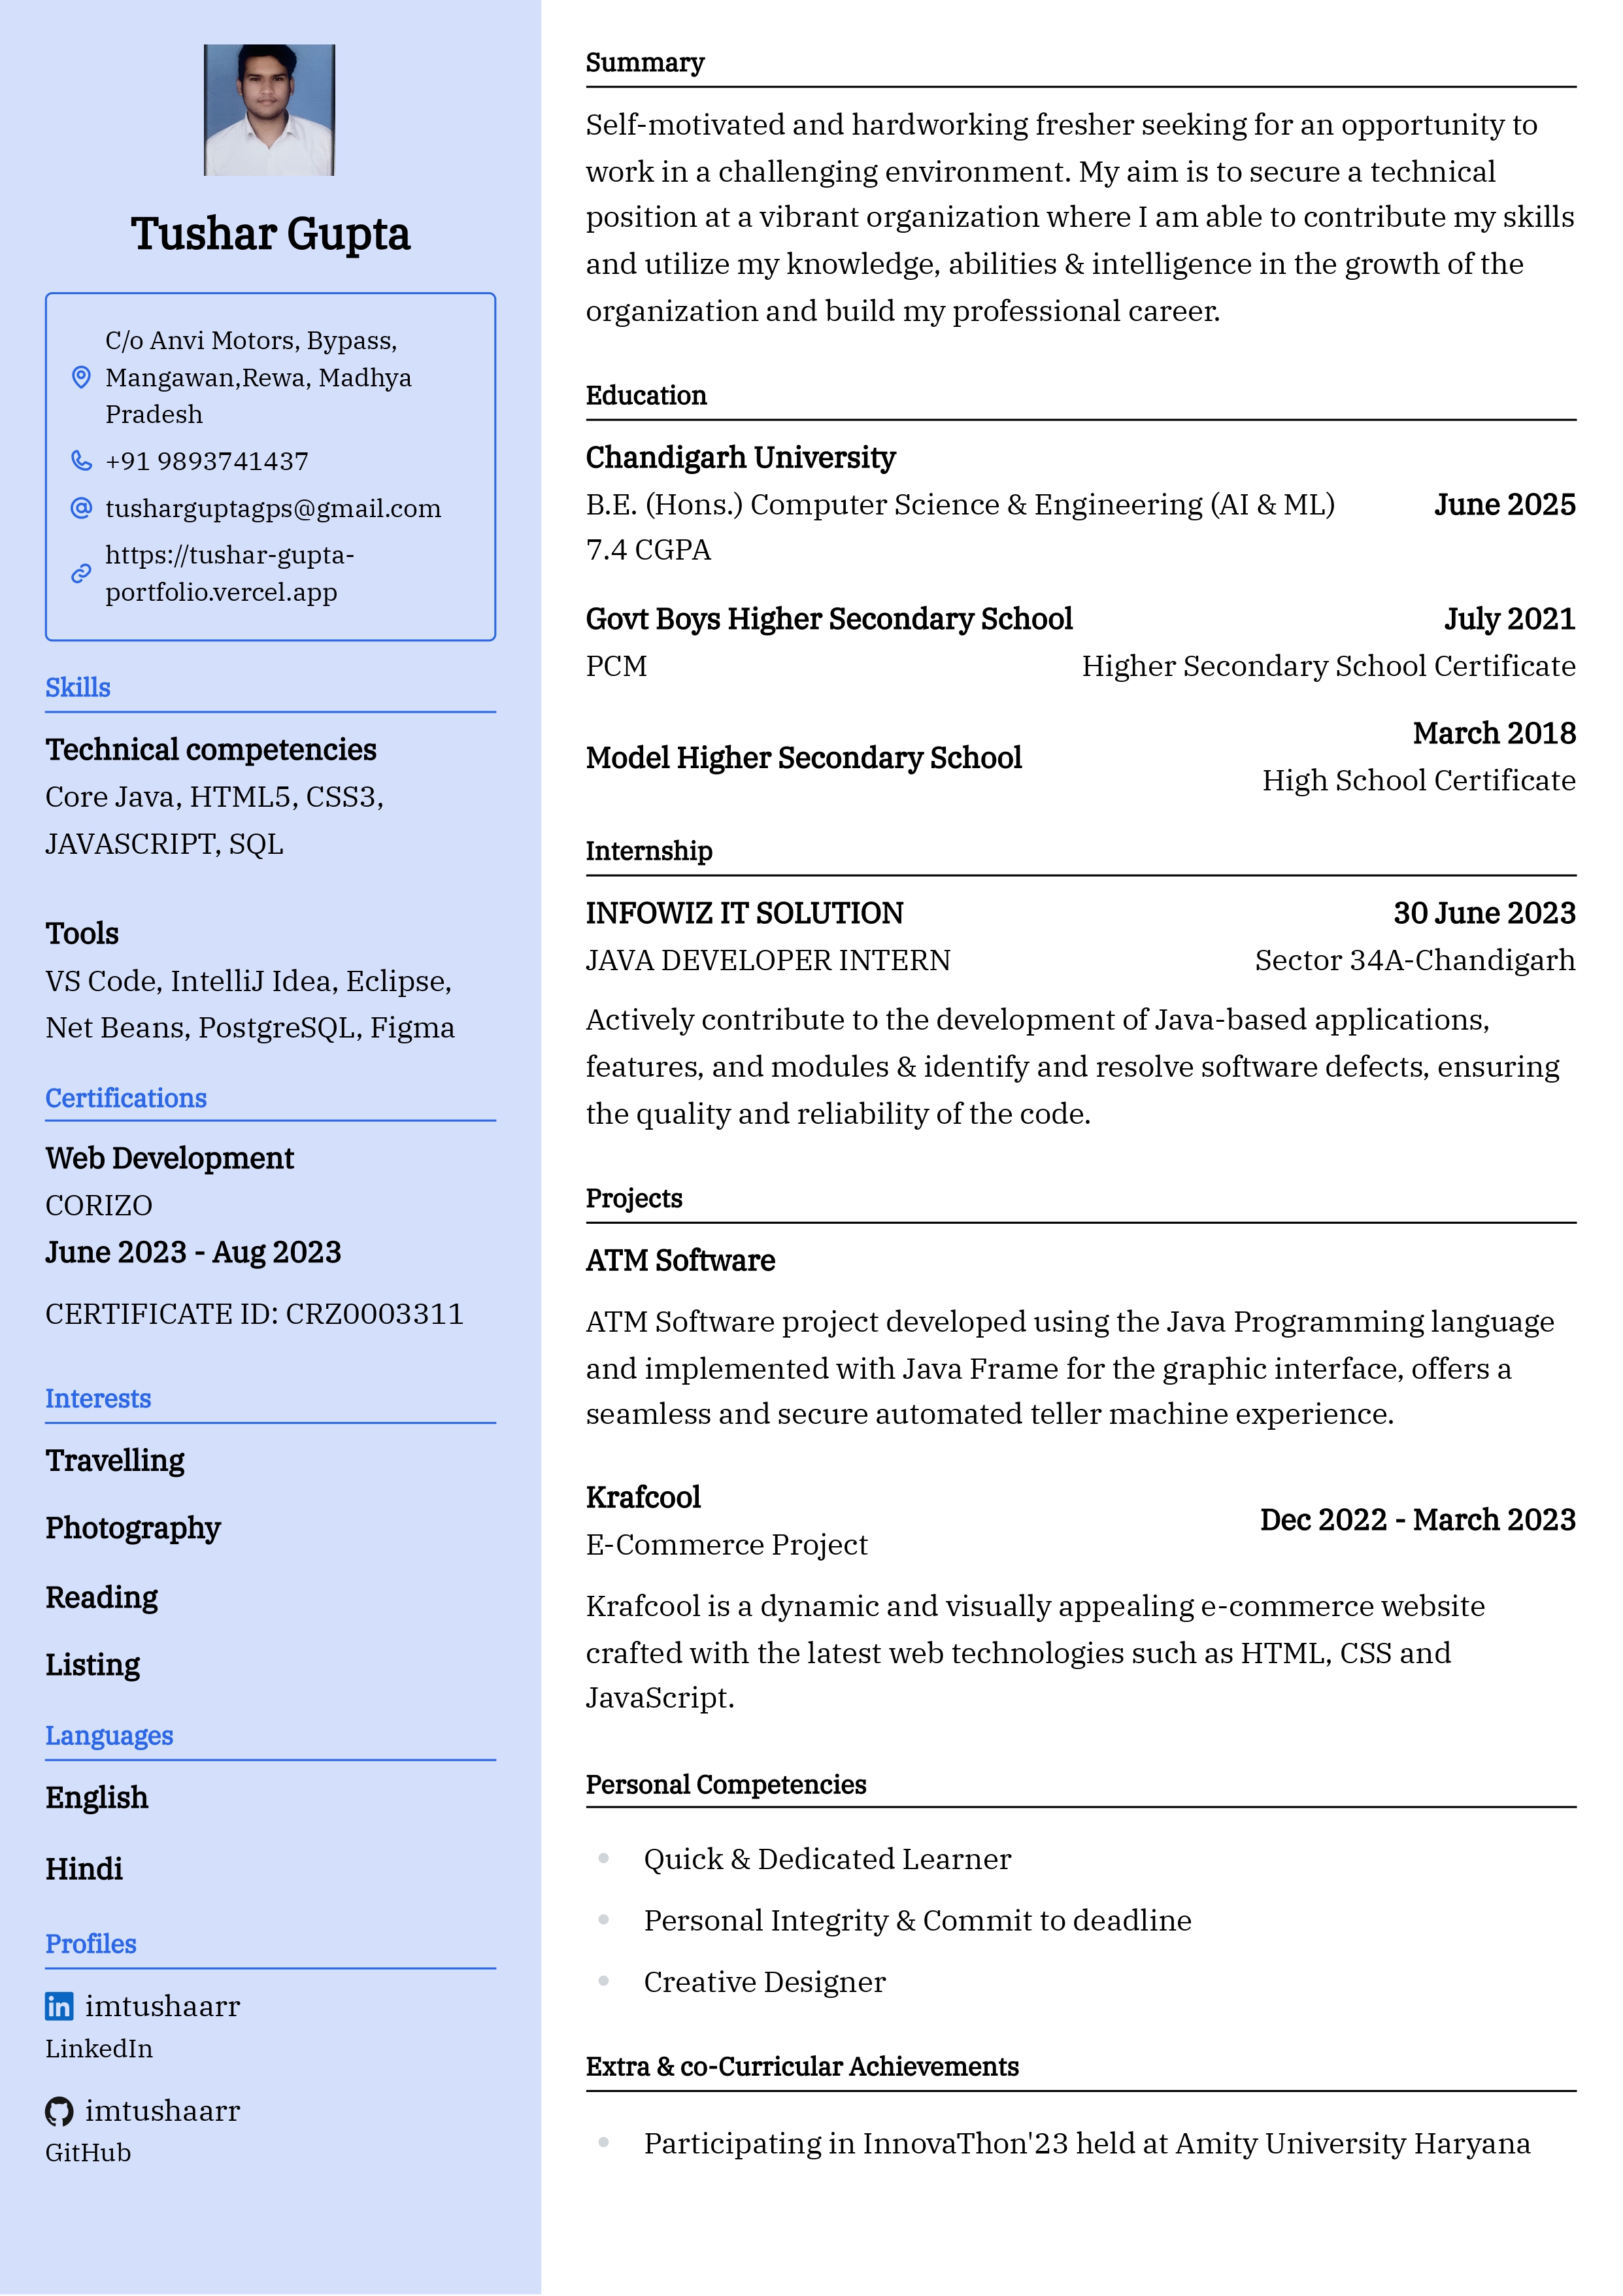 Tushar Gupta
C/o Anvi Motors, Bypass,
Mangawan,Rewa, Madhya
Pradesh
+91 9893741437
tusharguptagps@gmail.com
https://tushar-gupta-
portfolio.vercel.app
Skills
Technical competencies
Core Java, HTML5, CSS3,
JAVASCRIPT, SQL
Tools
VS Code, IntelliJ Idea, Eclipse,
Net Beans, PostgreSQL, Figma
Certifications
Web Development
CORIZO
June 2023 - Aug 2023
CERTIFICATE ID: CRZ0003311
Interests
Travelling
Photography
Reading
Listing
Languages
English
Hindi
Profiles
imtushaarr
LinkedIn
imtushaarr
GitHub
Summary
Self-motivated and hardworking fresher seeking for an opportunity to
work in a challenging environment. My aim is to secure a technical
position at a vibrant organization where I am able to contribute my skills
and utilize my knowledge, abilities & intelligence in the growth of the
organization and build my professional career.
Education
Chandigarh University
B.E. (Hons.) Computer Science & Engineering (AI & ML) June 2025
7.4 CGPA
Govt Boys Higher Secondary School July 2021
PCM Higher Secondary School Certificate
March 2018
Model Higher Secondary School
High School Certificate
Internship
INFOWIZ IT SOLUTION 30 June 2023
JAVA DEVELOPER INTERN Sector 34A-Chandigarh
Actively contribute to the development of Java-based applications,
features, and modules & identify and resolve software defects, ensuring
the quality and reliability of the code.
Projects
ATM Software
ATM Software project developed using the Java Programming language
and implemented with Java Frame for the graphic interface, offers a
seamless and secure automated teller machine experience.
Krafcool
Dec 2022 - March 2023
E-Commerce Project
Krafcool is a dynamic and visually appealing e-commerce website
crafted with the latest web technologies such as HTML, CSS and
JavaScript.
Personal Competencies
Quick & Dedicated Learner
Personal Integrity & Commit to deadline
Creative Designer
Extra & co-Curricular Achievements
Participating in InnovaThon'23 held at Amity University Haryana